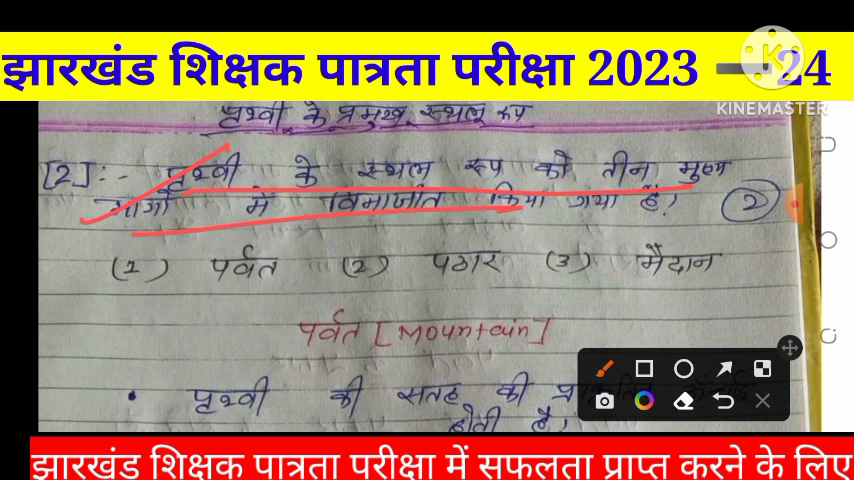 झारखंड शिक्षक पात्रता परीक्षा 2023 — 24
KINEMASTER
पृथ्वी के प्रमुख स्थल रूप
[2]:- पृथ्वी के स्थल रूप को तीन मुख्य
भागों में विभाजीत किया गया है। (2)
(1) पर्वत (2) पठार (3) मैदान
पर्वत [Mountain]
• पृथ्वी की सतह की
होती है।
झारखंड शिक्षक पात्रता परीक्षा में सफलता प्राप्त करने के लिए